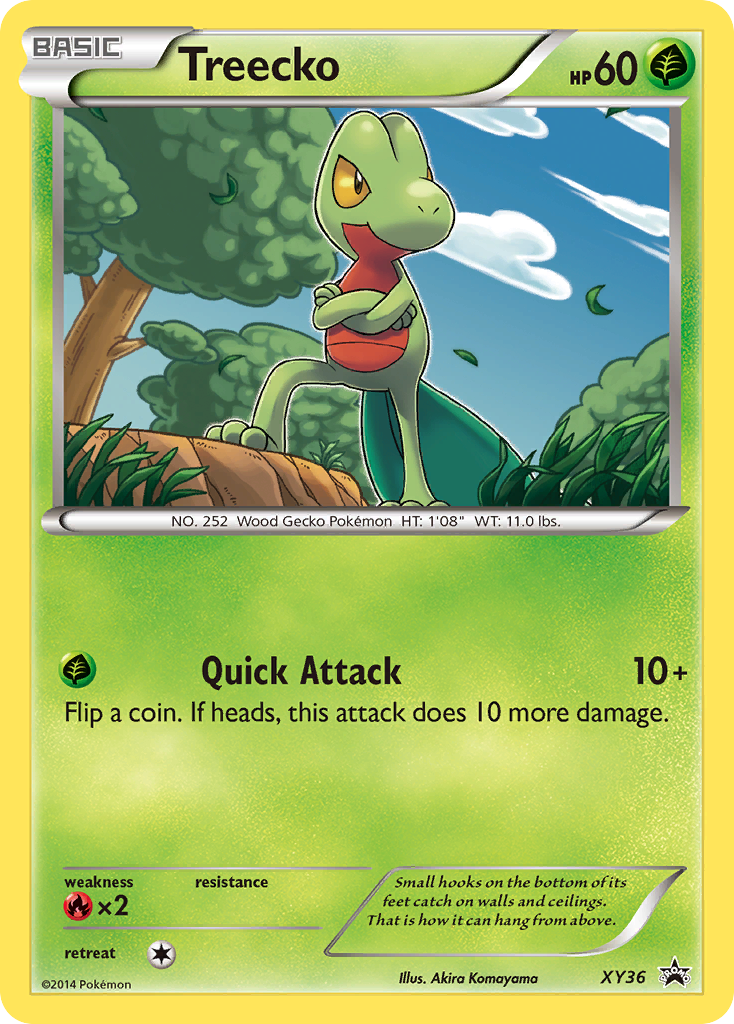 BASIC
Treecko
HP60
NO. 252 Wood Gecko Pokémon HT: 1'08" WT: 11.0 lbs.
Quick Attack 10+
Flip a coin. If heads, this attack does 10 more damage.
weakness resistance
×2
retreat
Small hooks on the bottom of its
feet catch on walls and ceilings.
That is how it can hang from above.
©2014 Pokémon Illus. Akira Komayama XY36 PROMO